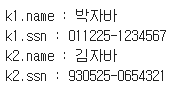 k1.name : 박자바
k1.ssn : 011225-1234567
k2.name : 김자바
k2.ssn : 930525-0654321